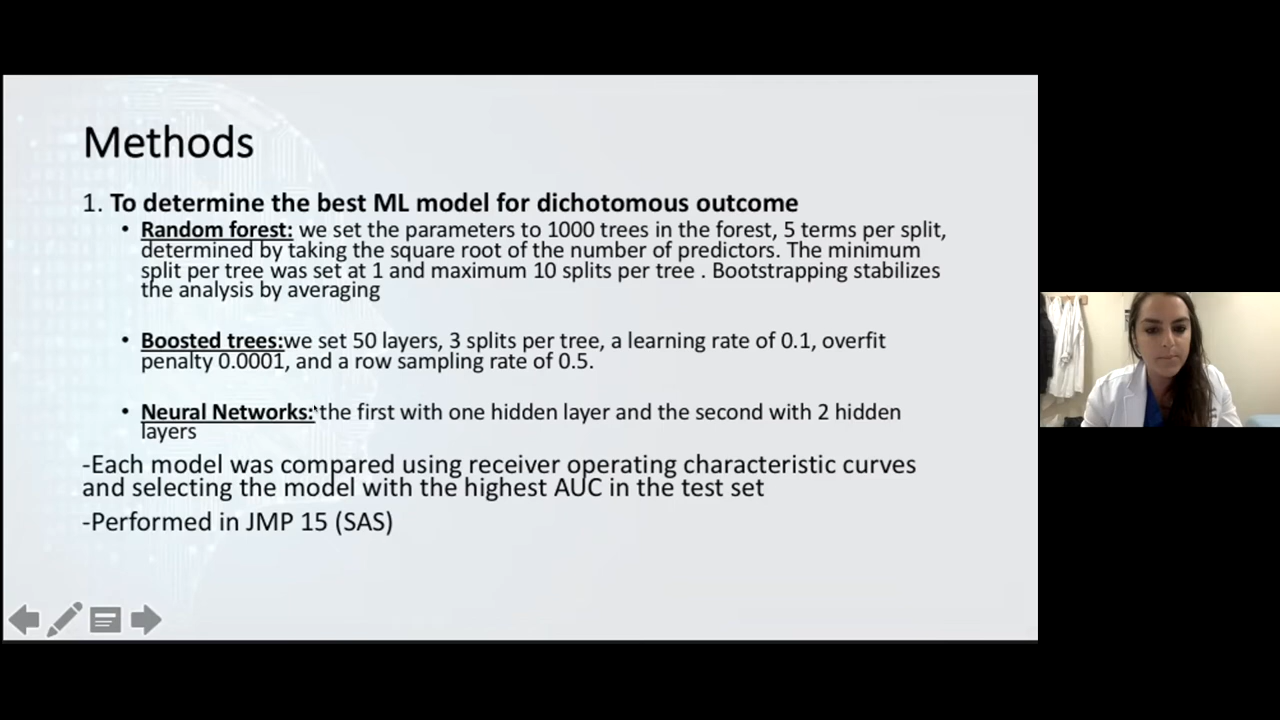 Methods
1. To determine the best ML model for dichotomous outcome
• Random forest: we set the parameters to 1000 trees in the forest, 5 terms per split,
determined by taking the square root of the number of predictors. The minimum
split per tree was set at 1 and maximum 10 splits per tree . Bootstrapping stabilizes
the analysis by averaging
• Boosted trees:we set 50 layers, 3 splits per tree, a learning rate of 0.1, overfit
penalty 0.0001, and a row sampling rate of 0.5.
• Neural Networks: the first with one hidden layer and the second with 2 hidden
layers
-Each model was compared using receiver operating characteristic curves
and selecting the model with the highest AUC in the test set
-Performed in JMP 15 (SAS)